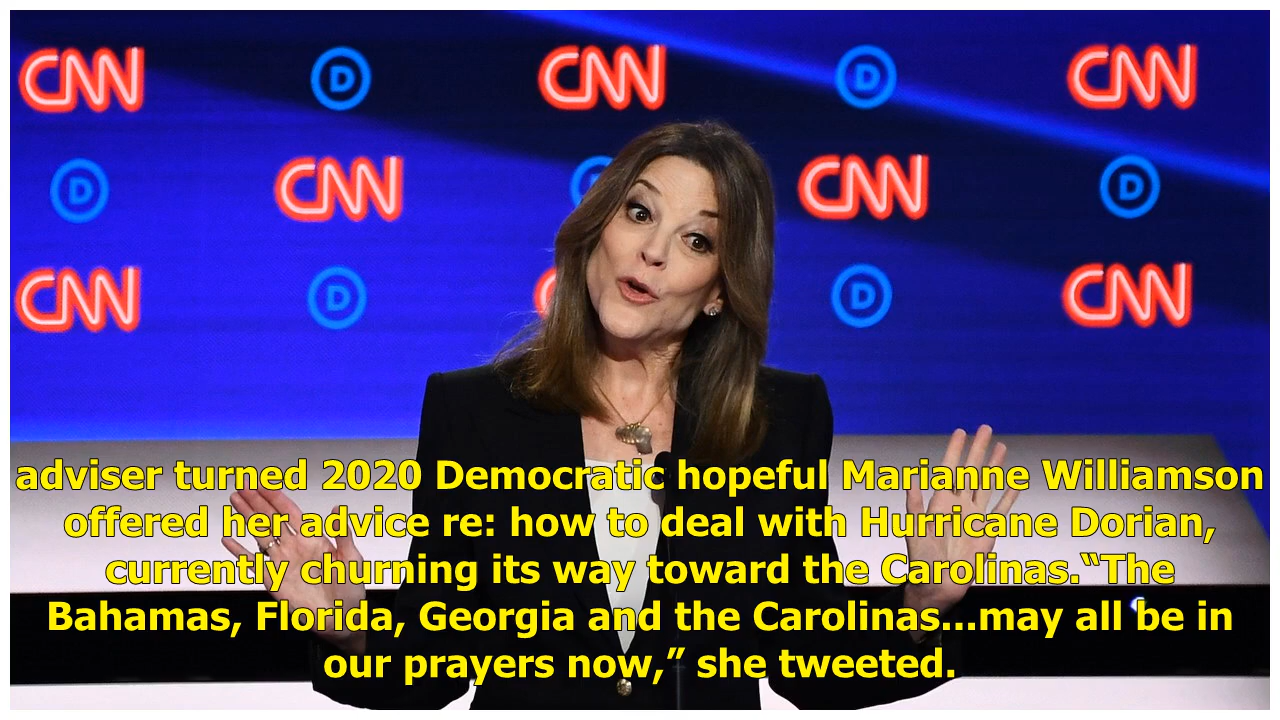 CNN D CNN D CNN
D CNN D CNN D
CNN D D CNN
adviser turned 2020 Democratic hopeful Marianne Williamson
offered her advice re: how to deal with Hurricane Dorian,
currently churning its way toward the Carolinas.“The
Bahamas, Florida, Georgia and the Carolinas...may all be in
our prayers now,” she tweeted.